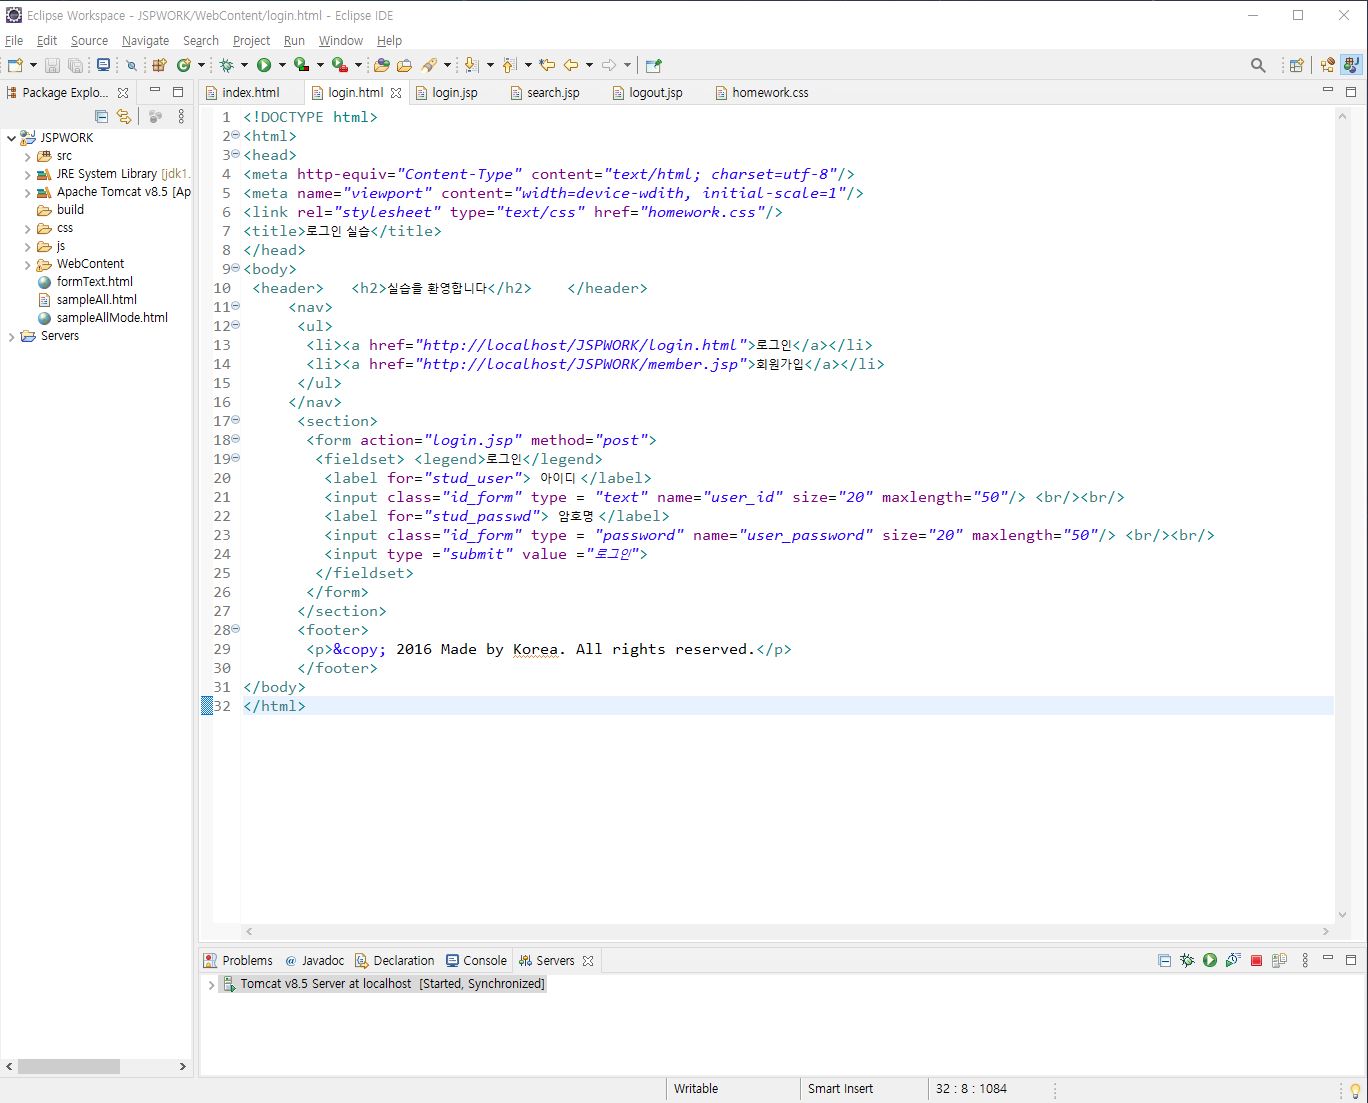 Eclipse Workspace - JSPWORK/WebContent/login.html - Eclipse IDE
File Edit Source Navigate Search Project Run Window Help
Package Explo...
index.html login.html login.jsp search.jsp logout.jsp homework.css
JSPWORK
src
JRE System Library [jdk1.
Apache Tomcat v8.5 [Ap
build
css
js
WebContent
formText.html
sampleAll.html
sampleAllMode.html
Servers
1 <!DOCTYPE html>
2 <html>
3 <head>
4 <meta http-equiv="Content-Type" content="text/html; charset=utf-8"/>
5 <meta name="viewport" content="width=device-wdith, initial-scale=1"/>
6 <link rel="stylesheet" type="text/css" href="homework.css"/>
7 <title>로그인 실습</title>
8 </head>
9 <body>
10 <header> <h2>실습을 환영합니다</h2> </header>
11 <nav>
12 <ul>
13 <li><a href="http://localhost/JSPWORK/login.html">로그인</a></li>
14 <li><a href="http://localhost/JSPWORK/member.jsp">회원가입</a></li>
15 </ul>
16 </nav>
17 <section>
18 <form action="login.jsp" method="post">
19 <fieldset> <legend>로그인</legend>
20 <label for="stud_user"> 아이디 </label>
21 <input class="id_form" type = "text" name="user_id" size="20" maxlength="50"/> <br/><br/>
22 <label for="stud_passwd"> 암호명 </label>
23 <input class="id_form" type = "password" name="user_password" size="20" maxlength="50"/> <br/><br/>
24 <input type ="submit" value ="로그인">
25 </fieldset>
26 </form>
27 </section>
28 <footer>
29 <p>&copy; 2016 Made by Korea. All rights reserved.</p>
30 </footer>
31 </body>
32 </html>
Problems @ Javadoc Declaration Console Servers
Tomcat v8.5 Server at localhost [Started, Synchronized]
Writable Smart Insert 32 : 8 : 1084